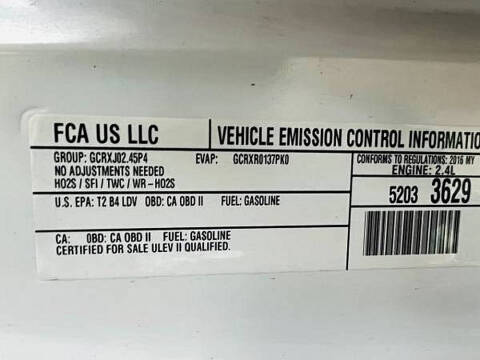 FCA US LLC
VEHICLE EMISSION CONTROL INFORMATIO
GROUP: GCRXJ02.45P4 EVAP: GCRXR0137PK0
CONFORMS TO REGULATIONS: 2016 MY
NO ADJUSTMENTS NEEDED
ENGINE: 2.4L
HO2S / SFI / TWC / WR-HO2S
5203 3629
U.S. EPA: T2 B4 LDV OBD: CA OBD II FUEL: GASOLINE
CA: OBD: CA OBD II FUEL: GASOLINE
CERTIFIED FOR SALE ULEV II QUALIFIED.